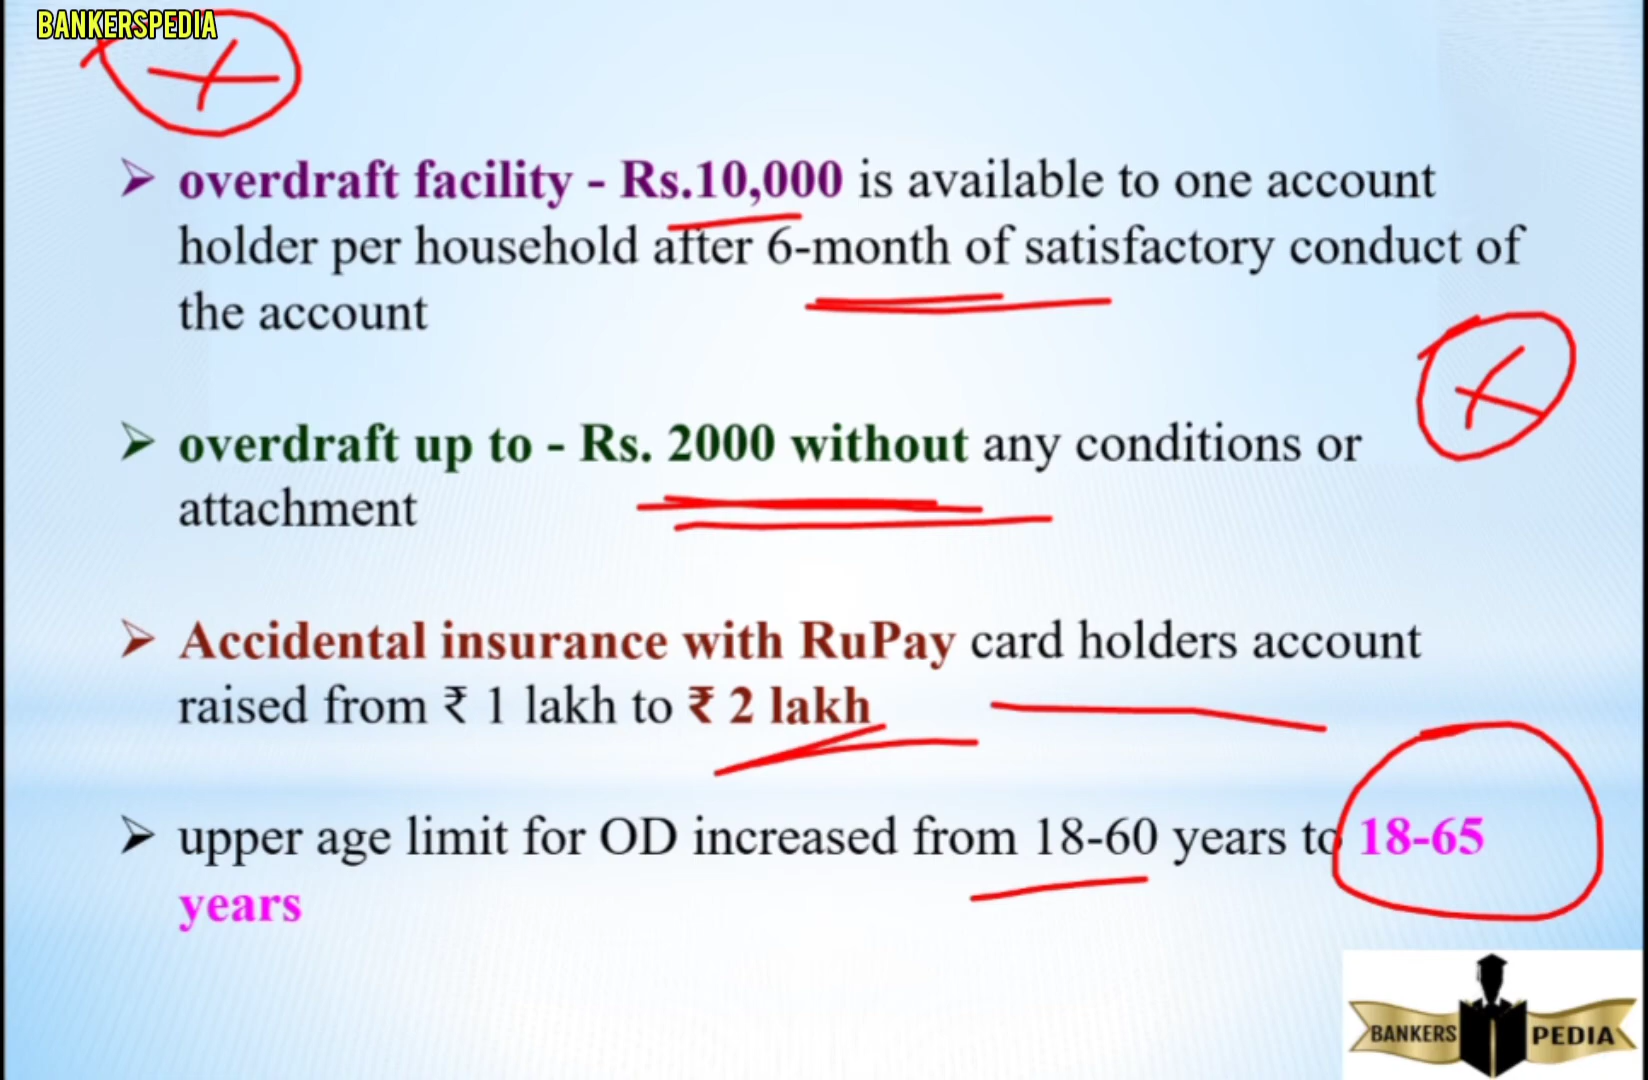 BANKERSPEDIA
➢ overdraft facility - Rs.10,000 is available to one account
holder per household after 6-month of satisfactory conduct of
the account
➢ overdraft up to - Rs. 2000 without any conditions or
attachment
➢ Accidental insurance with RuPay card holders account
raised from ₹ 1 lakh to ₹ 2 lakh
➢ upper age limit for OD increased from 18-60 years to 18-65
years
BANKERS PEDIA